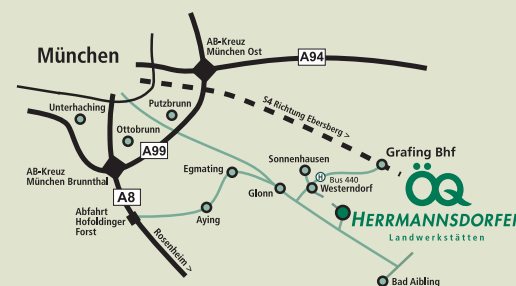 AB-Kreuz
München Ost
München
A94
S4 Richtung Ebersberg >
Unterhaching
Putzbrunn
Ottobrunn
A99
Grafing Bhf
Sonnenhausen
H Bus 440
Westerndorf
Egmating
Glonn
AB-Kreuz
München Brunnthal
A8
ÖQ
HERRMANNSDORFER
Landwerkstätten
Abfahrt
Hofoldinger
Forst
Aying
Rosenheim >
Bad Aibling